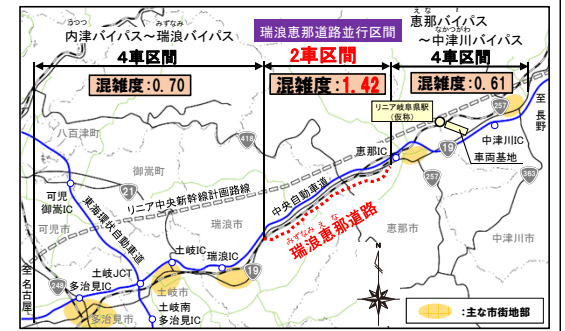 うつつ みずなみ
内津バイパス～瑞浪バイパス
4車区間
混雑度：0.70
瑞浪恵那道路並行区間
2車区間
混雑度：1.42
えな
恵那バイパス
なかつがわ
～中津川バイパス
4車区間
混雑度：0.61
至 長野
リニア岐阜県駅
（仮称）
257
中津川IC
車両基地
19
恵那IC
257
363
八百津町
418
御嵩町
21
リニア中央新幹線計画路線
中央自動車道
可児
御嵩IC
可児市
東海環状自動車道
瑞浪市
みずなみ えな
瑞浪恵那道路
恵那市
中津川市
土岐IC
瑞浪IC
19
至 名古屋
248
土岐JCT
多治見IC
土岐市
多治見市
土岐南
多治見IC
N
：主な市街地部